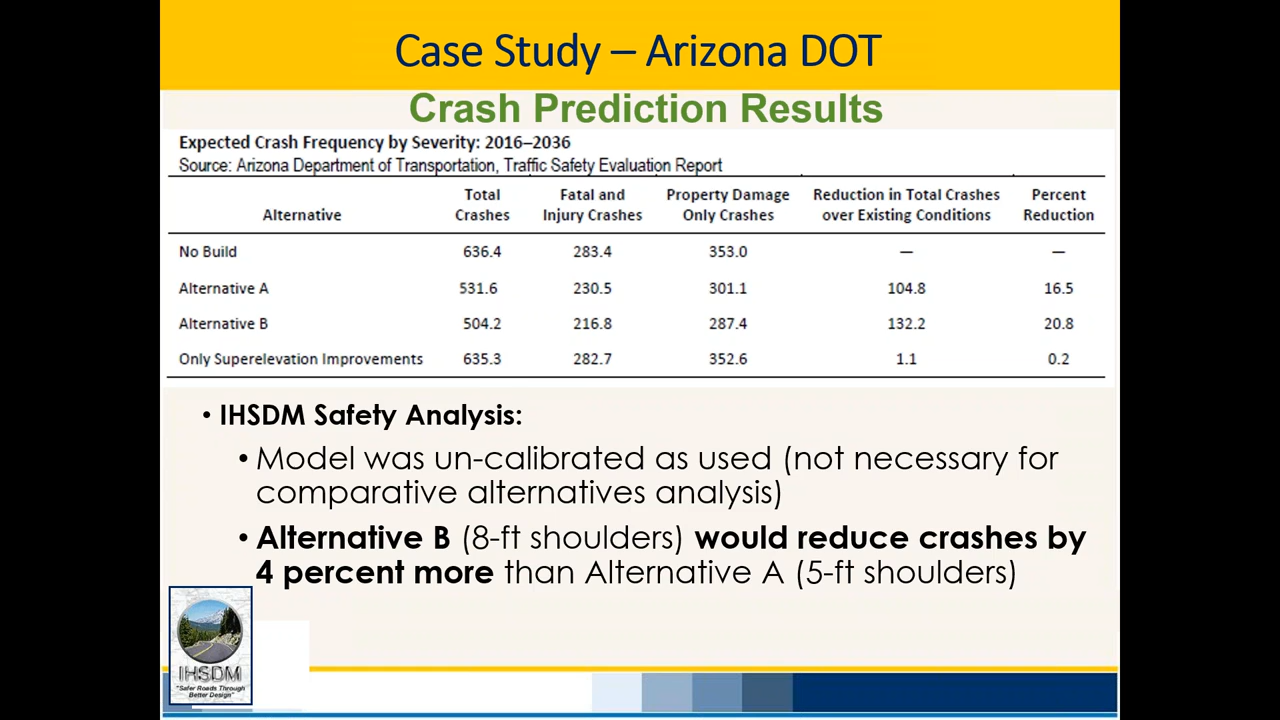 Case Study – Arizona DOT
Crash Prediction Results
Expected Crash Frequency by Severity: 2016–2036
Source: Arizona Department of Transportation, Traffic Safety Evaluation Report
Alternative Total Crashes Fatal and Injury Crashes Property Damage Only Crashes Reduction in Total Crashes over Existing Conditions Percent Reduction
No Build 636.4 283.4 353.0 — —
Alternative A 531.6 230.5 301.1 104.8 16.5
Alternative B 504.2 216.8 287.4 132.2 20.8
Only Superelevation Improvements 635.3 282.7 352.6 1.1 0.2
• IHSDM Safety Analysis:
• Model was un-calibrated as used (not necessary for
comparative alternatives analysis)
• Alternative B (8-ft shoulders) would reduce crashes by
4 percent more than Alternative A (5-ft shoulders)
IHSDM
"Safer Roads Through
Better Design"